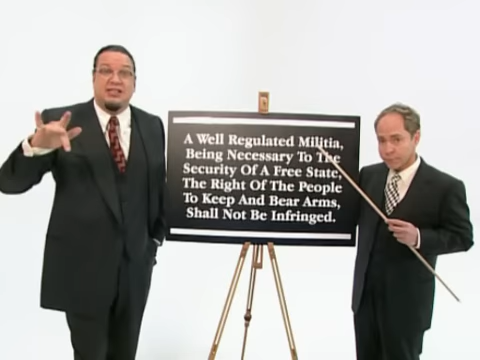 A Well Regulated Militia,
Being Necessary To The
Security Of A Free State,
The Right Of The People
To Keep And Bear Arms,
Shall Not Be Infringed.